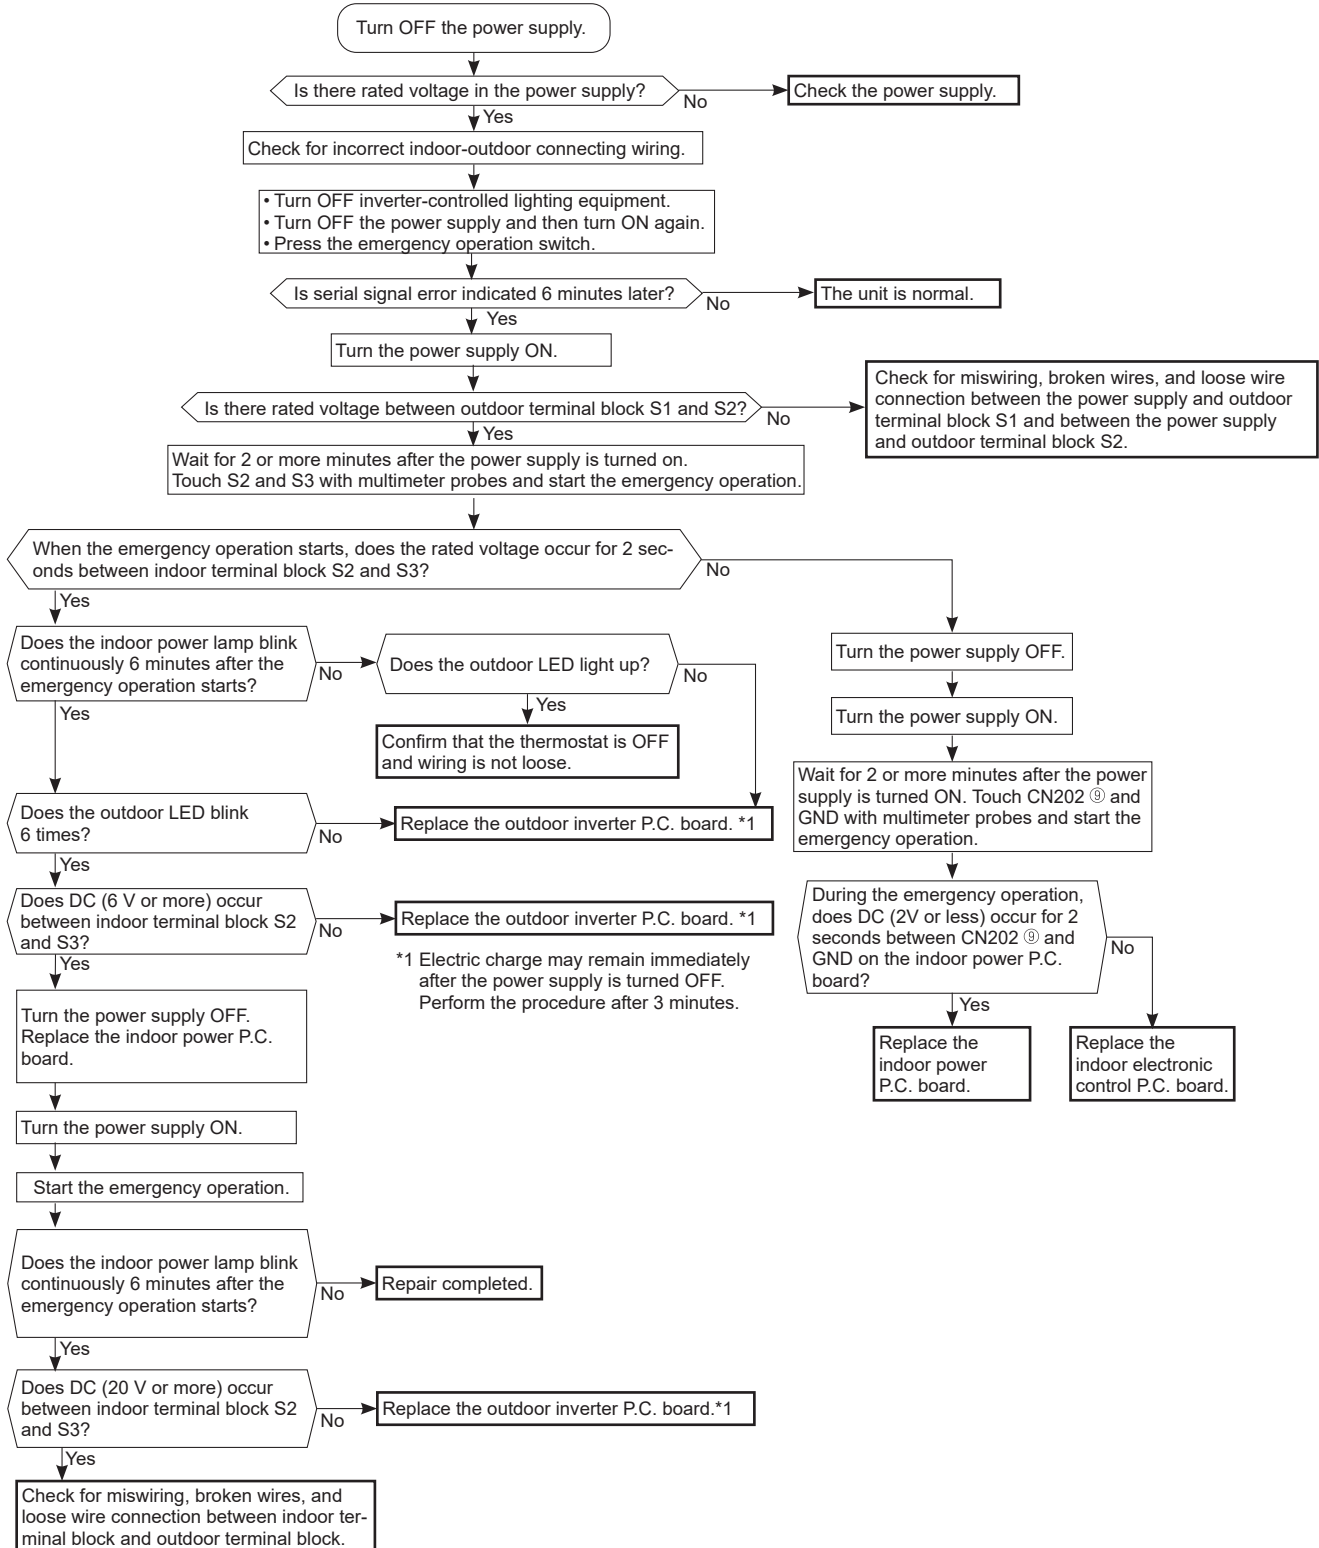 Turn OFF the power supply.
Is there rated voltage in the power supply?
No
Check the power supply.
Yes
Check for incorrect indoor-outdoor connecting wiring.
• Turn OFF inverter-controlled lighting equipment.
• Turn OFF the power supply and then turn ON again.
• Press the emergency operation switch.
Is serial signal error indicated 6 minutes later?
No
The unit is normal.
Yes
Turn the power supply ON.
Is there rated voltage between outdoor terminal block S1 and S2?
No
Check for miswiring, broken wires, and loose wire
connection between the power supply and outdoor
terminal block S1 and between the power supply
and outdoor terminal block S2.
Yes
Wait for 2 or more minutes after the power supply is turned on.
Touch S2 and S3 with multimeter probes and start the emergency operation.
When the emergency operation starts, does the rated voltage occur for 2 sec-
onds between indoor terminal block S2 and S3?
No
Yes
Does the indoor power lamp blink
continuously 6 minutes after the
emergency operation starts?
No
Does the outdoor LED light up?
No
Yes
Confirm that the thermostat is OFF
and wiring is not loose.
Yes
Does the outdoor LED blink
6 times?
No
Replace the outdoor inverter P.C. board. *1
Yes
Does DC (6 V or more) occur
between indoor terminal block S2
and S3?
No
Replace the outdoor inverter P.C. board. *1
*1 Electric charge may remain immediately
after the power supply is turned OFF.
Perform the procedure after 3 minutes.
Yes
Turn the power supply OFF.
Replace the indoor power P.C.
board.
Turn the power supply ON.
Start the emergency operation.
Does the indoor power lamp blink
continuously 6 minutes after the
emergency operation starts?
No
Repair completed.
Yes
Does DC (20 V or more) occur
between indoor terminal block S2
and S3?
No
Replace the outdoor inverter P.C. board.*1
Yes
Check for miswiring, broken wires, and
loose wire connection between indoor ter-
minal block and outdoor terminal block.
Turn the power supply OFF.
Turn the power supply ON.
Wait for 2 or more minutes after the power
supply is turned ON. Touch CN202 ⑨ and
GND with multimeter probes and start the
emergency operation.
During the emergency operation,
does DC (2V or less) occur for 2
seconds between CN202 ⑨ and
GND on the indoor power P.C.
board?
No
Yes
Replace the
indoor power
P.C. board.
Replace the
indoor electronic
control P.C. board.